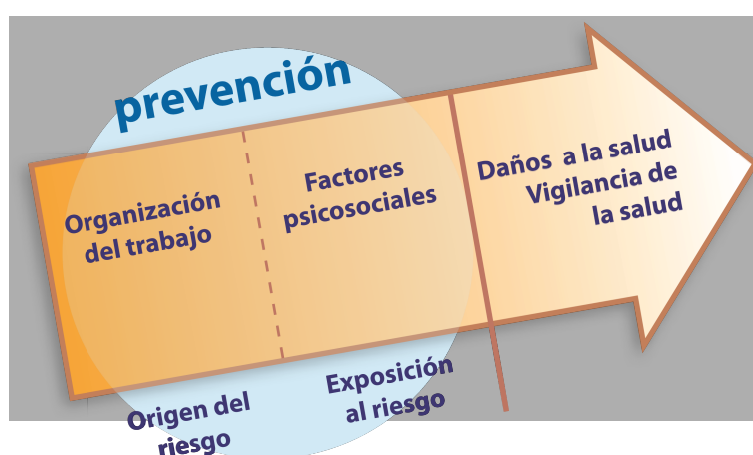 prevención
Organización
del trabajo
Factores
psicosociales
Daños a la salud
Vigilancia de
la salud
Origen del
riesgo
Exposición
al riesgo